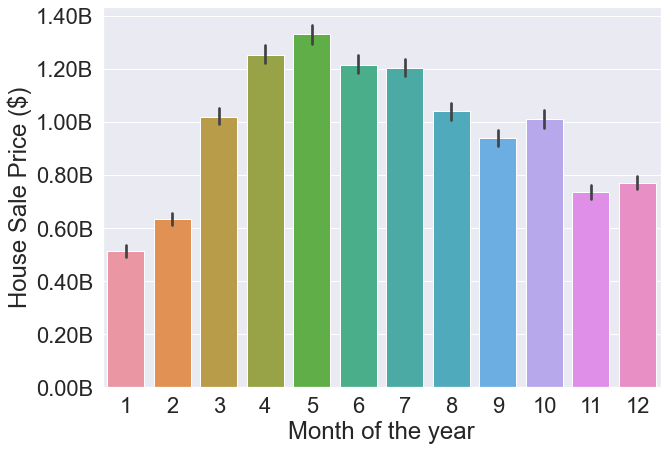 House Sale Price ($)
1.40B
1.20B
1.00B
0.80B
0.60B
0.40B
0.20B
0.00B
1 2 3 4 5 6 7 8 9 10 11 12
Month of the year